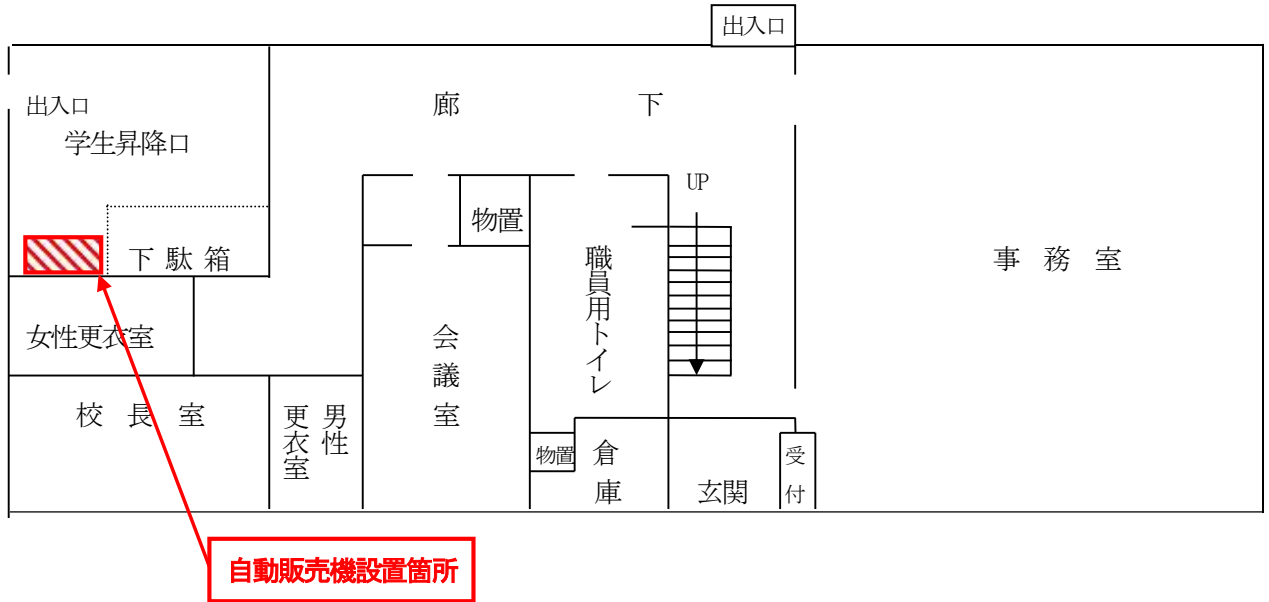 出入口
出入口
学生昇降口
廊下
UP
物置
下駄箱
職員用トイレ
事務室
女性更衣室
会議室
校長室
男性
更衣室
物置
倉庫
玄関
受付
自動販売機設置箇所